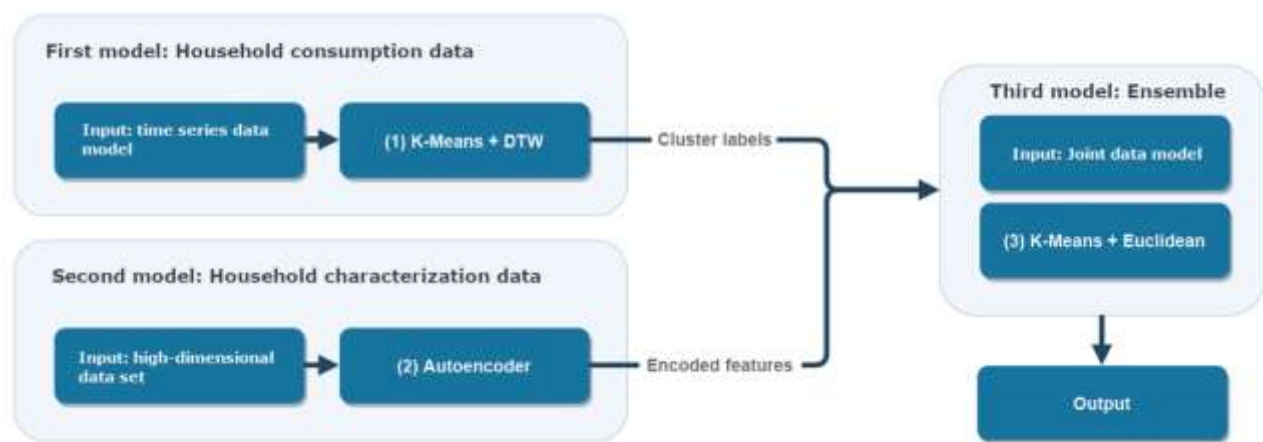 First model: Household consumption data
Input: time series data
model
(1) K-Means + DTW
Cluster labels
Second model: Household characterization data
Input: high-dimensional
data set
(2) Autoencoder
Encoded features
Third model: Ensemble
Input: Joint data model
(3) K-Means + Euclidean
Output